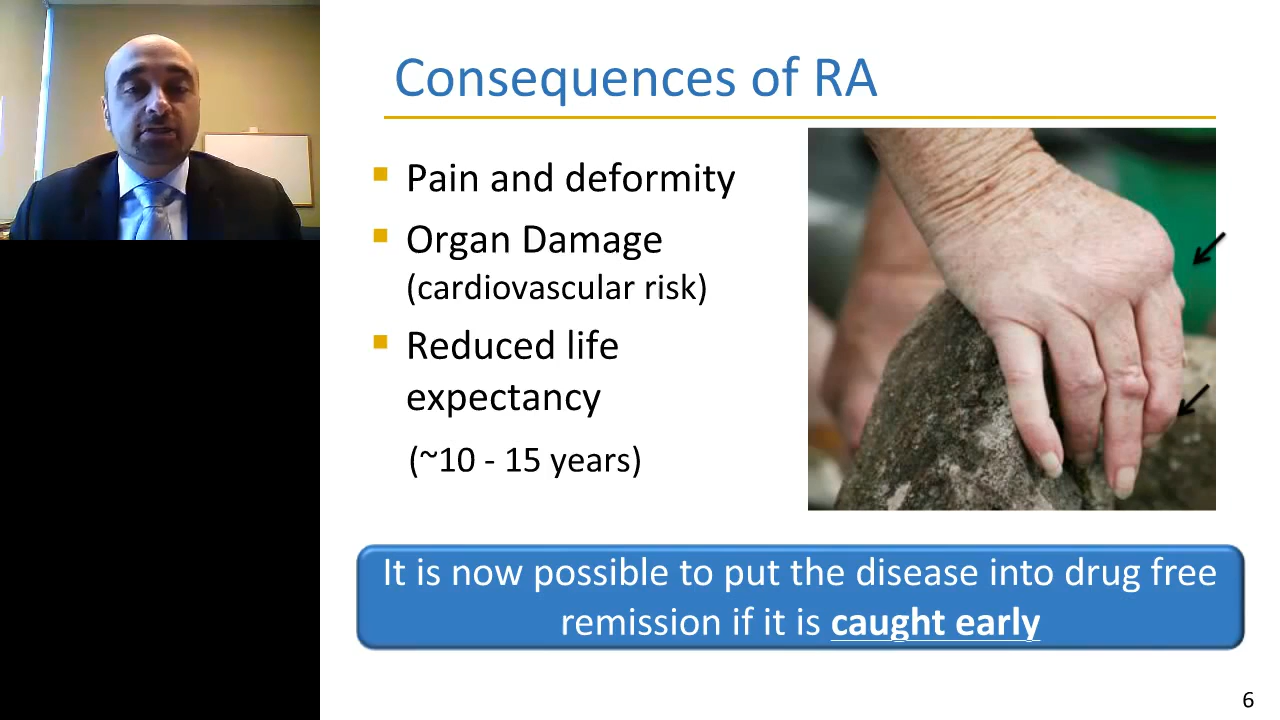 Consequences of RA
Pain and deformity
Organ Damage
(cardiovascular risk)
Reduced life
expectancy
(~10 - 15 years)
It is now possible to put the disease into drug free
remission if it is caught early
6